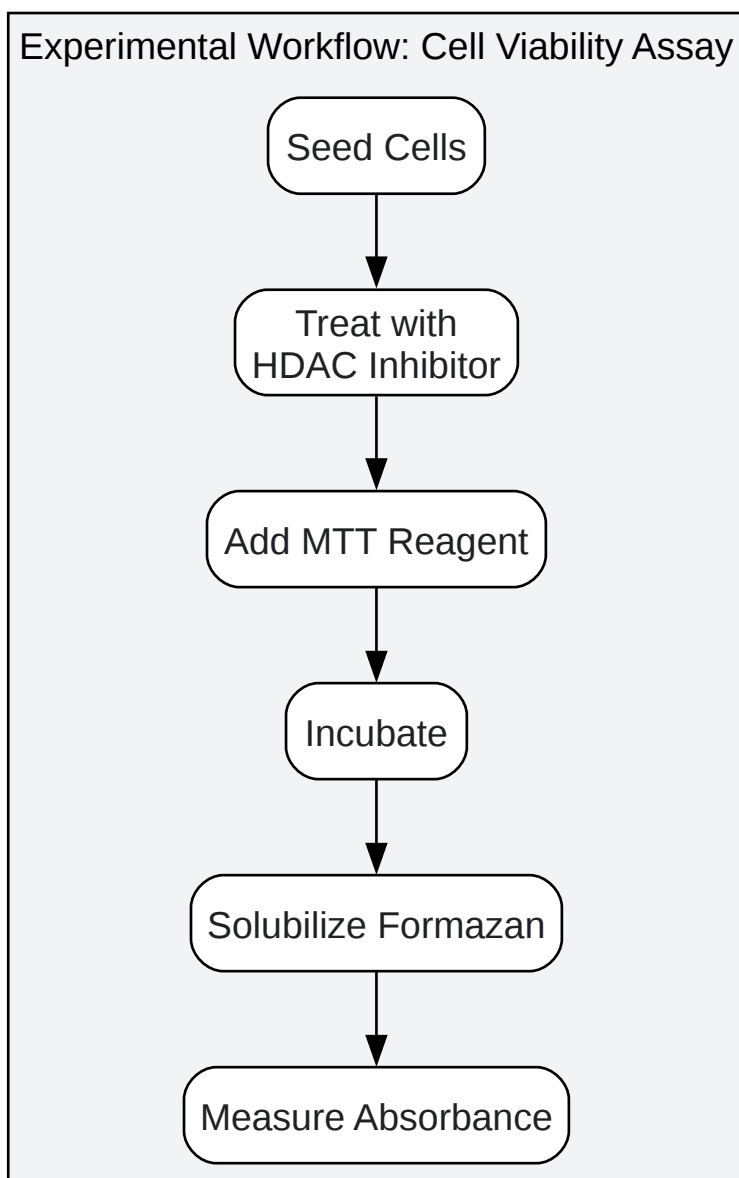 Experimental Workflow: Cell Viability Assay
Seed Cells
Treat with
HDAC Inhibitor
Add MTT Reagent
Incubate
Solubilize Formazan
Measure Absorbance